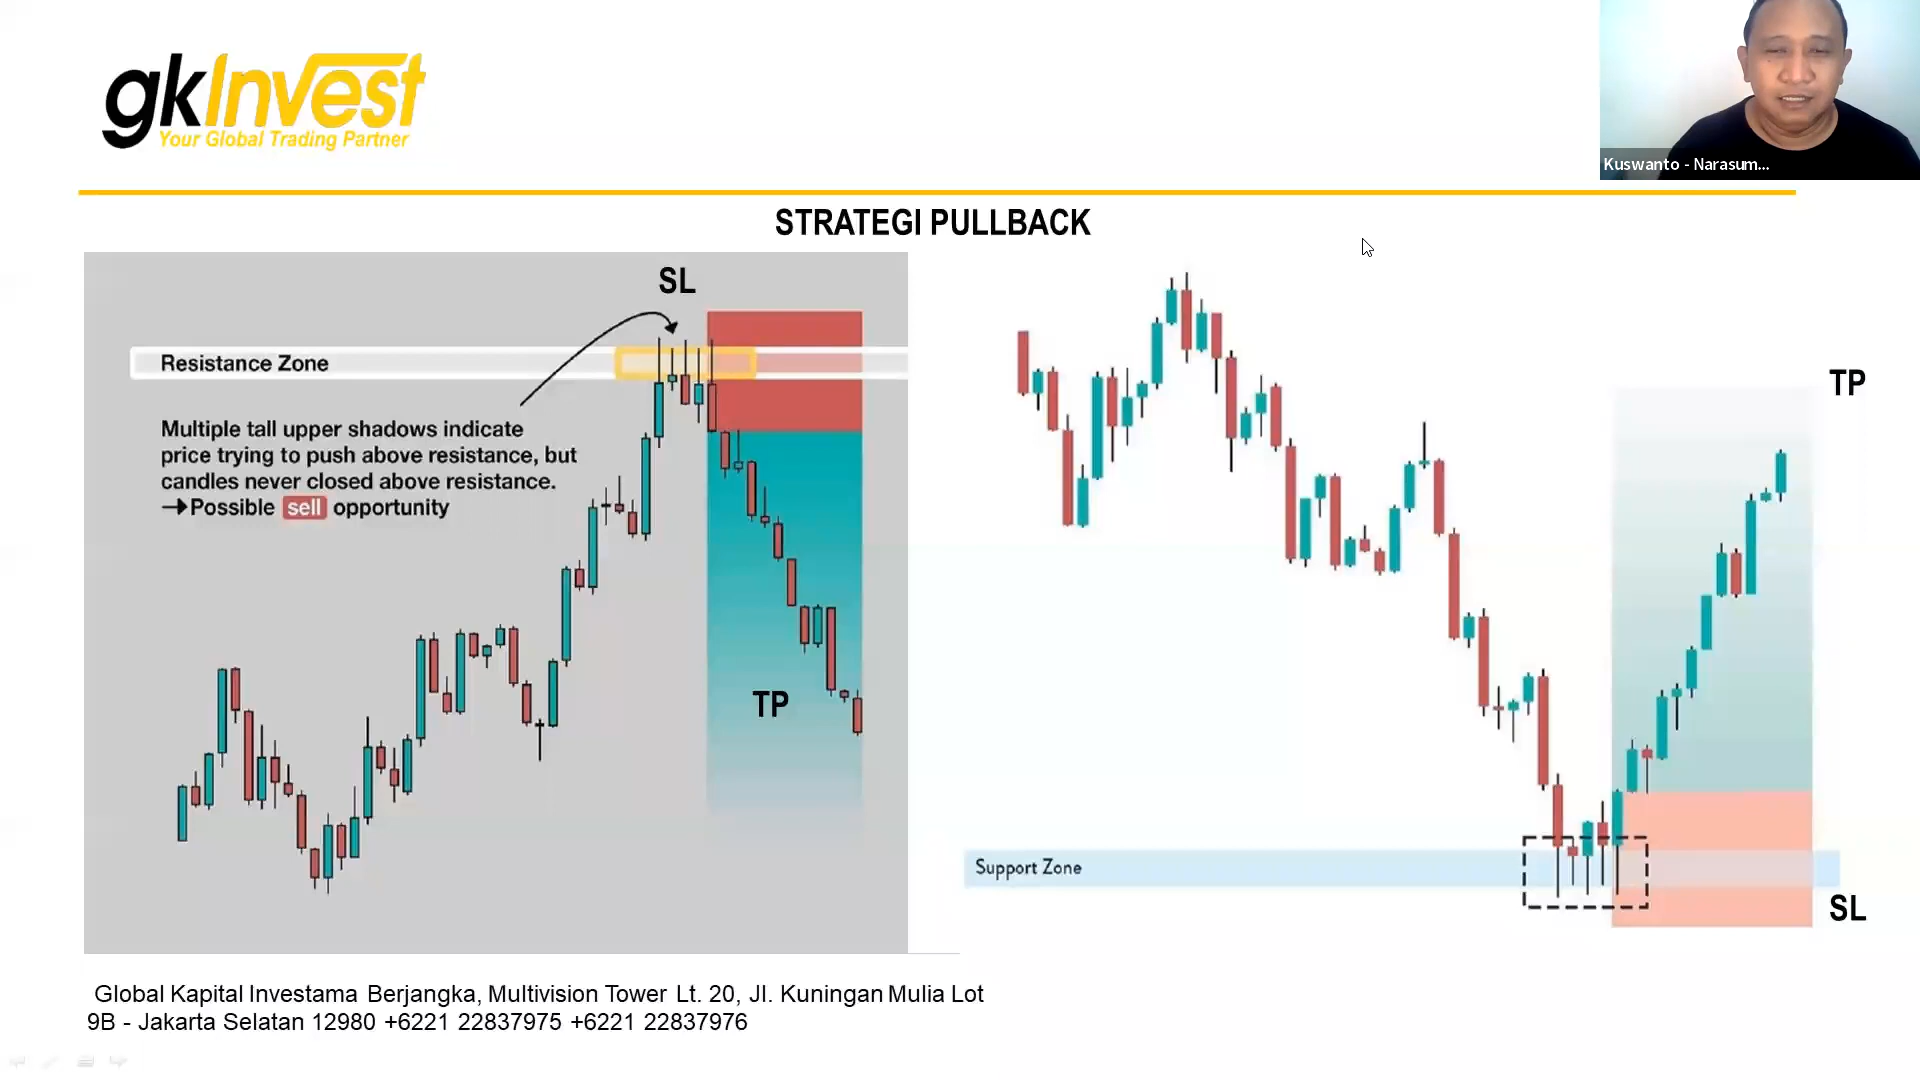 gkInvest
Your Global Trading Partner
Kuswanto - Narasum...
STRATEGI PULLBACK
SL
Resistance Zone
Multiple tall upper shadows indicate
price trying to push above resistance, but
candles never closed above resistance.
→Possible sell opportunity
TP
TP
Support Zone
SL
Global Kapital Investama Berjangka, Multivision Tower Lt. 20, Jl. Kuningan Mulia Lot
9B - Jakarta Selatan 12980 +6221 22837975 +6221 22837976